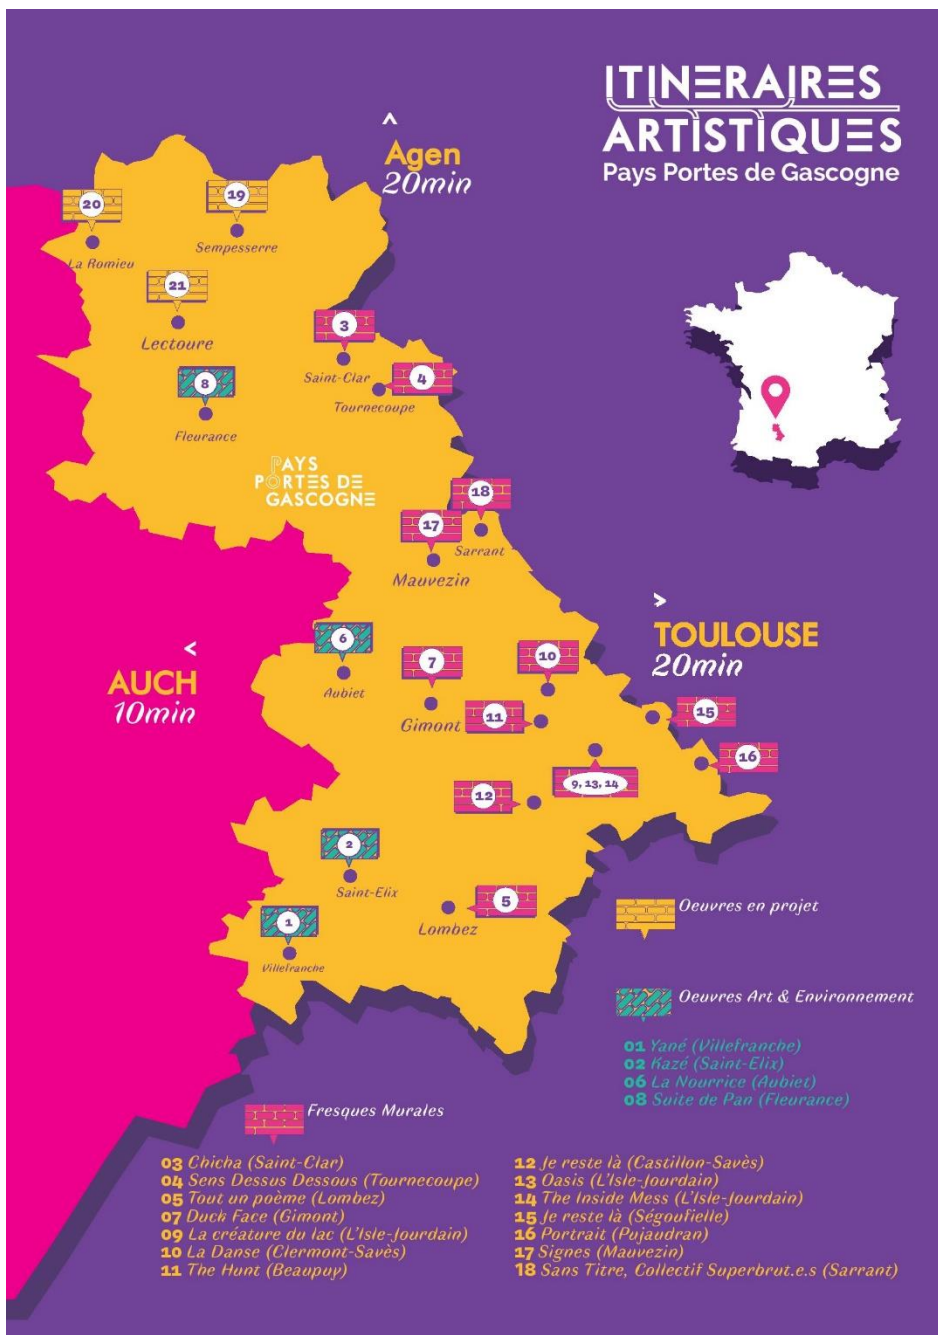 ITINERAIRES
ARTISTIQUES
Pays Portes de Gascogne
^
Agen
20min
20
La Romieu
19
Sempesserre
21
Lectoure
3
Saint-Clar
4
Tournecoupe
8
Fleurance
PAYS
PORTES DE
GASCOGNE
18
Sarrant
17
Mauvezin
>
TOULOUSE
20min
<
AUCH
10min
6
Aubiet
7
Gimont
10
11
15
16
9, 13, 14
12
2
Saint-Elix
5
Lombez
1
Villefranche
Oeuvres en projet
Oeuvres Art & Environnement
01 Yané (Villefranche)
02 Kazé (Saint-Elix)
06 La Nourrice (Aubiet)
08 Suite de Pan (Fleurance)
Fresques Murales
03 Chicha (Saint-Clar)
04 Sens Dessus Dessous (Tournecoupe)
05 Tout un poème (Lombez)
07 Duck Face (Gimont)
09 La créature du lac (L'Isle-Jourdain)
10 La Danse (Clermont-Savès)
11 The Hunt (Beaupuy)
12 Je reste là (Castillon-Savès)
13 Oasis (L'Isle-Jourdain)
14 The Inside Mess (L'Isle-Jourdain)
15 Je reste là (Ségoufielle)
16 Portrait (Pujaudran)
17 Signes (Mauvezin)
18 Sans Titre, Collectif Superbrut.e.s (Sarrant)